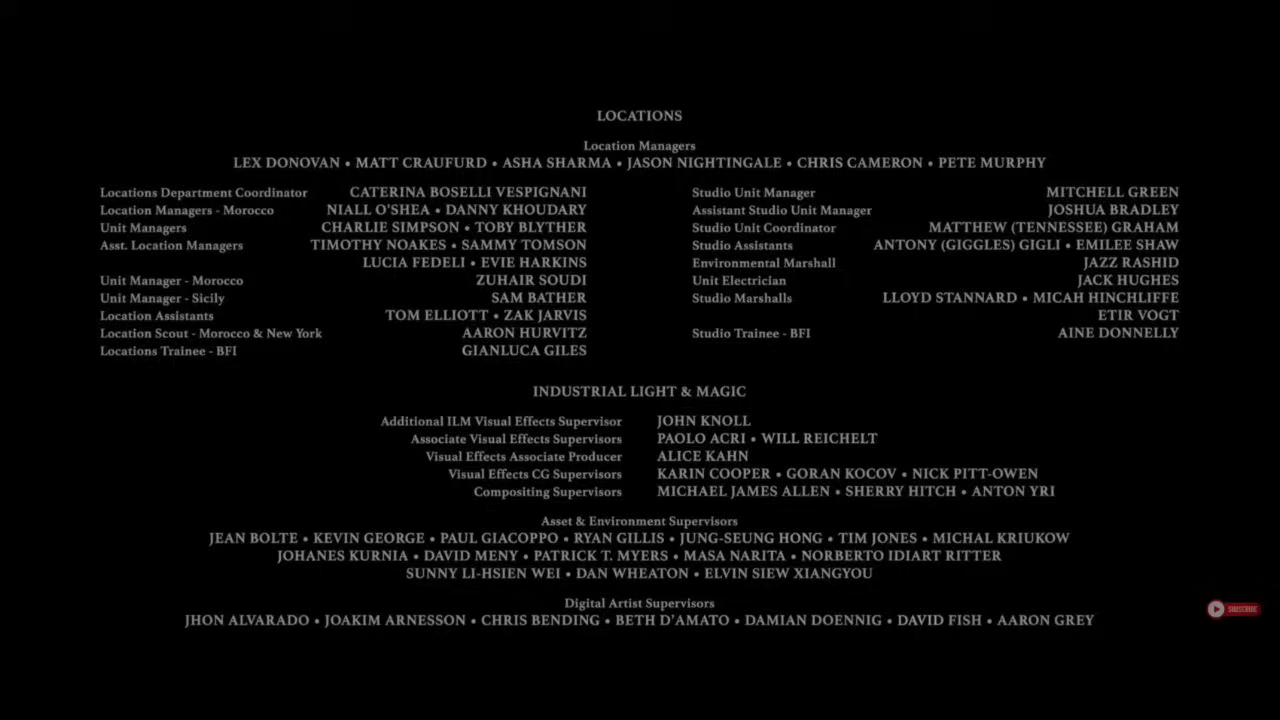 LOCATIONS
Location Managers
LEX DONOVAN • MATT CRAUFURD • ASHA SHARMA • JASON NIGHTINGALE • CHRIS CAMERON • PETE MURPHY
Locations Department Coordinator CATERINA BOSELLI VESPIGNANI
Location Managers - Morocco NIALL O'SHEA • DANNY KHOUDARY
Unit Managers CHARLIE SIMPSON • TOBY BLYTHER
Asst. Location Managers TIMOTHY NOAKES • SAMMY TOMSON
LUCIA FEDELI • EVIE HARKINS
Unit Manager - Morocco ZUHAIR SOUDI
Unit Manager - Sicily SAM BATHER
Location Assistants TOM ELLIOTT • ZAK JARVIS
Location Scout - Morocco & New York AARON HURVITZ
Locations Trainee - BFI GIANLUCA GILES
Studio Unit Manager MITCHELL GREEN
Assistant Studio Unit Manager JOSHUA BRADLEY
Studio Unit Coordinator MATTHEW (TENNESSEE) GRAHAM
Studio Assistants ANTONY (GIGGLES) GIGLI • EMILEE SHAW
Environmental Marshall JAZZ RASHID
Unit Electrician JACK HUGHES
Studio Marshalls LLOYD STANNARD • MICAH HINCHLIFFE
ETIR VOGT
Studio Trainee - BFI AINE DONNELLY
INDUSTRIAL LIGHT & MAGIC
Additional ILM Visual Effects Supervisor JOHN KNOLL
Associate Visual Effects Supervisors PAOLO ACRI • WILL REICHELT
Visual Effects Associate Producer ALICE KAHN
Visual Effects CG Supervisors KARIN COOPER • GORAN KOCOV • NICK PITT-OWEN
Compositing Supervisors MICHAEL JAMES ALLEN • SHERRY HITCH • ANTON YRI
Asset & Environment Supervisors
JEAN BOLTE • KEVIN GEORGE • PAUL GIACOPPO • RYAN GILLIS • JUNG-SEUNG HONG • TIM JONES • MICHAL KRIUKOW
JOHANES KURNIA • DAVID MENY • PATRICK T. MYERS • MASA NARITA • NORBERTO IDIART RITTER
SUNNY LI-HSIEN WEI • DAN WHEATON • ELVIN SIEW XIANGYOU
Digital Artist Supervisors
JHON ALVARADO • JOAKIM ARNESSON • CHRIS BENDING • BETH D'AMATO • DAMIAN DOENNIG • DAVID FISH • AARON GREY
SUBSCRIBE